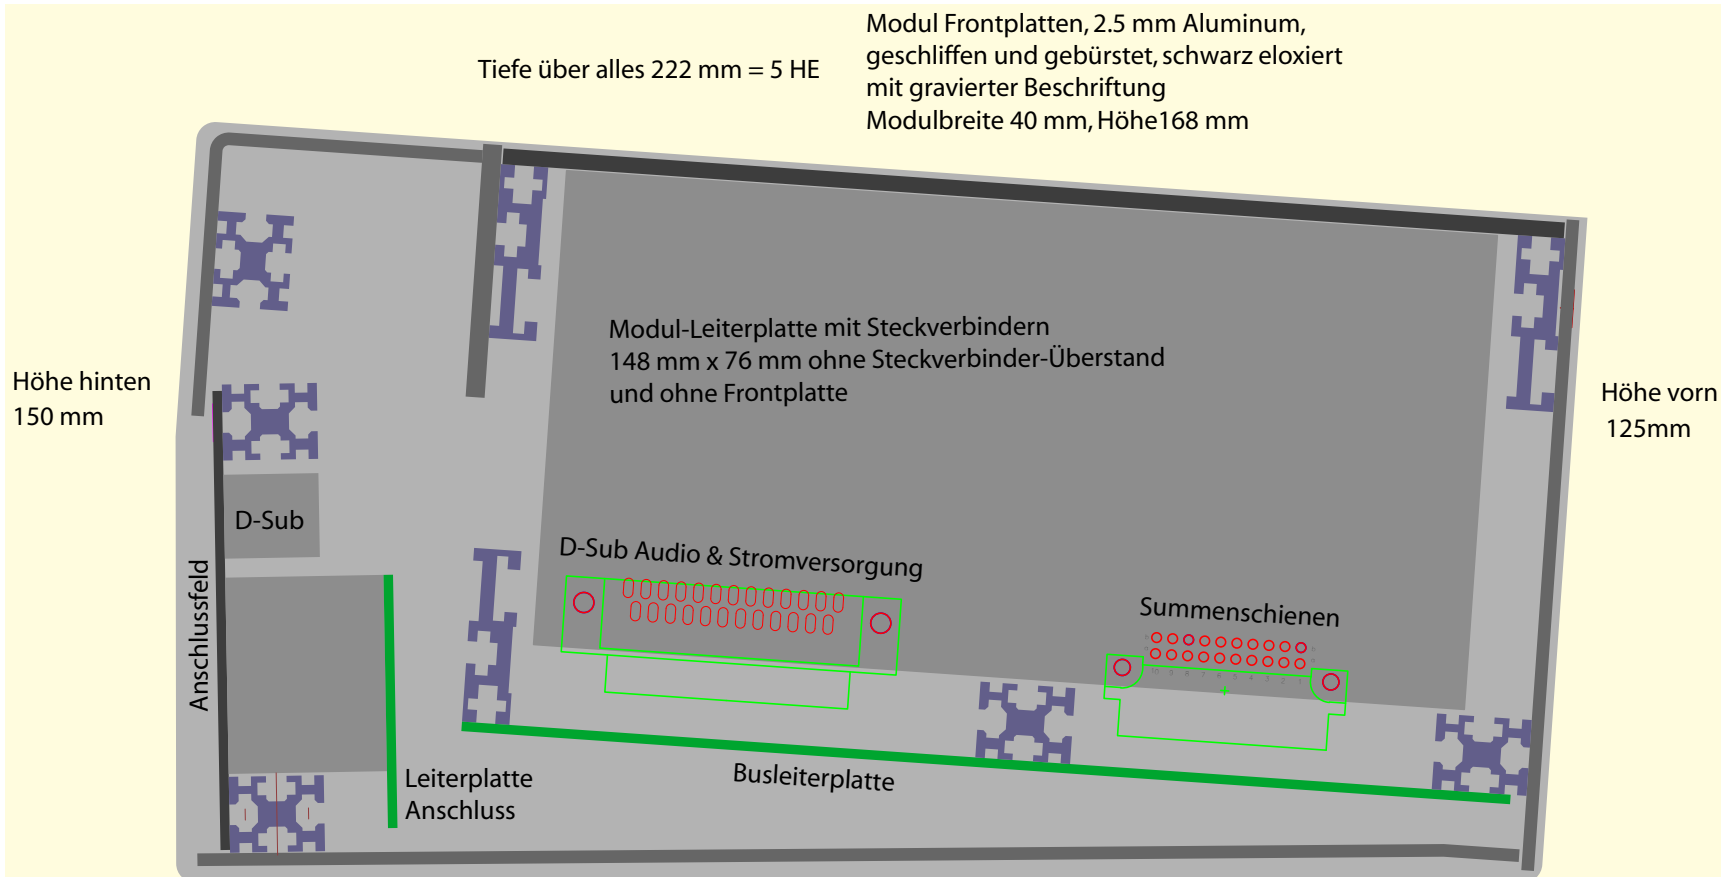 Modul Frontplatten, 2.5 mm Aluminum,
geschliffen und gebürstet, schwarz eloxiert
mit gravierter Beschriftung
Modulbreite 40 mm, Höhe168 mm
Tiefe über alles 222 mm = 5 HE
Modul-Leiterplatte mit Steckverbindern
148 mm x 76 mm ohne Steckverbinder-Überstand
und ohne Frontplatte
Höhe hinten
150 mm
Höhe vorn
125mm
D-Sub
Anschlussfeld
D-Sub Audio & Stromversorgung
Summenschienen
Leiterplatte
Anschluss
Busleiterplatte